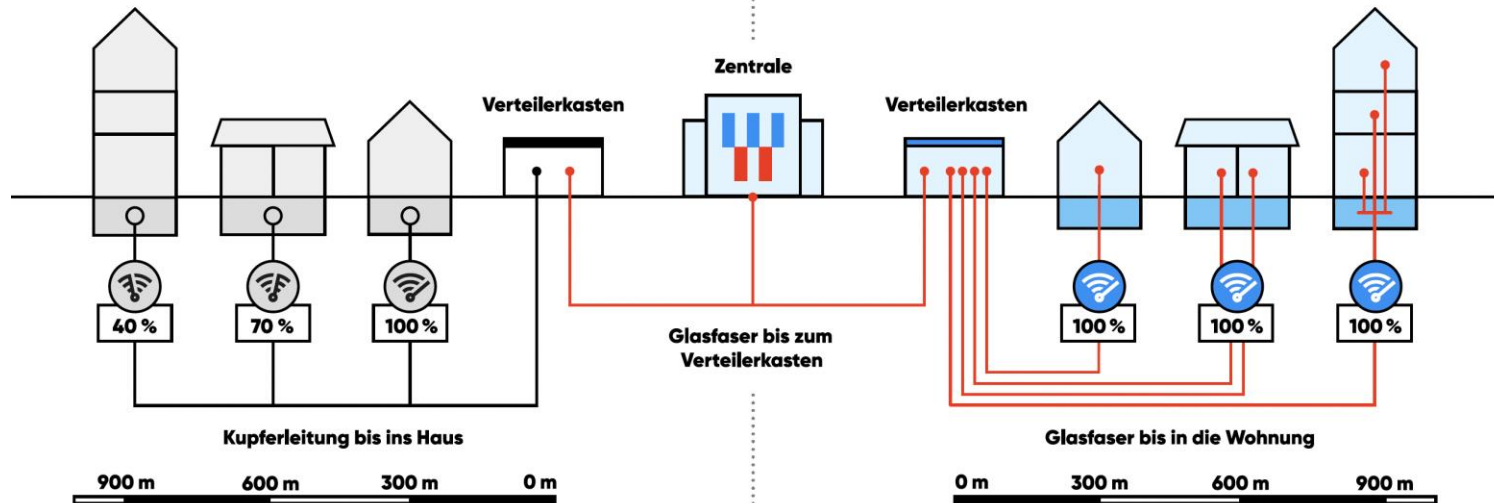 Zentrale
Verteilerkasten
Verteilerkasten
40 %
70 %
100 %
100 %
100 %
100 %
Glasfaser bis zum
Verteilerkasten
Kupferleitung bis ins Haus
Glasfaser bis in die Wohnung
900 m
600 m
300 m
0 m
0 m
300 m
600 m
900 m